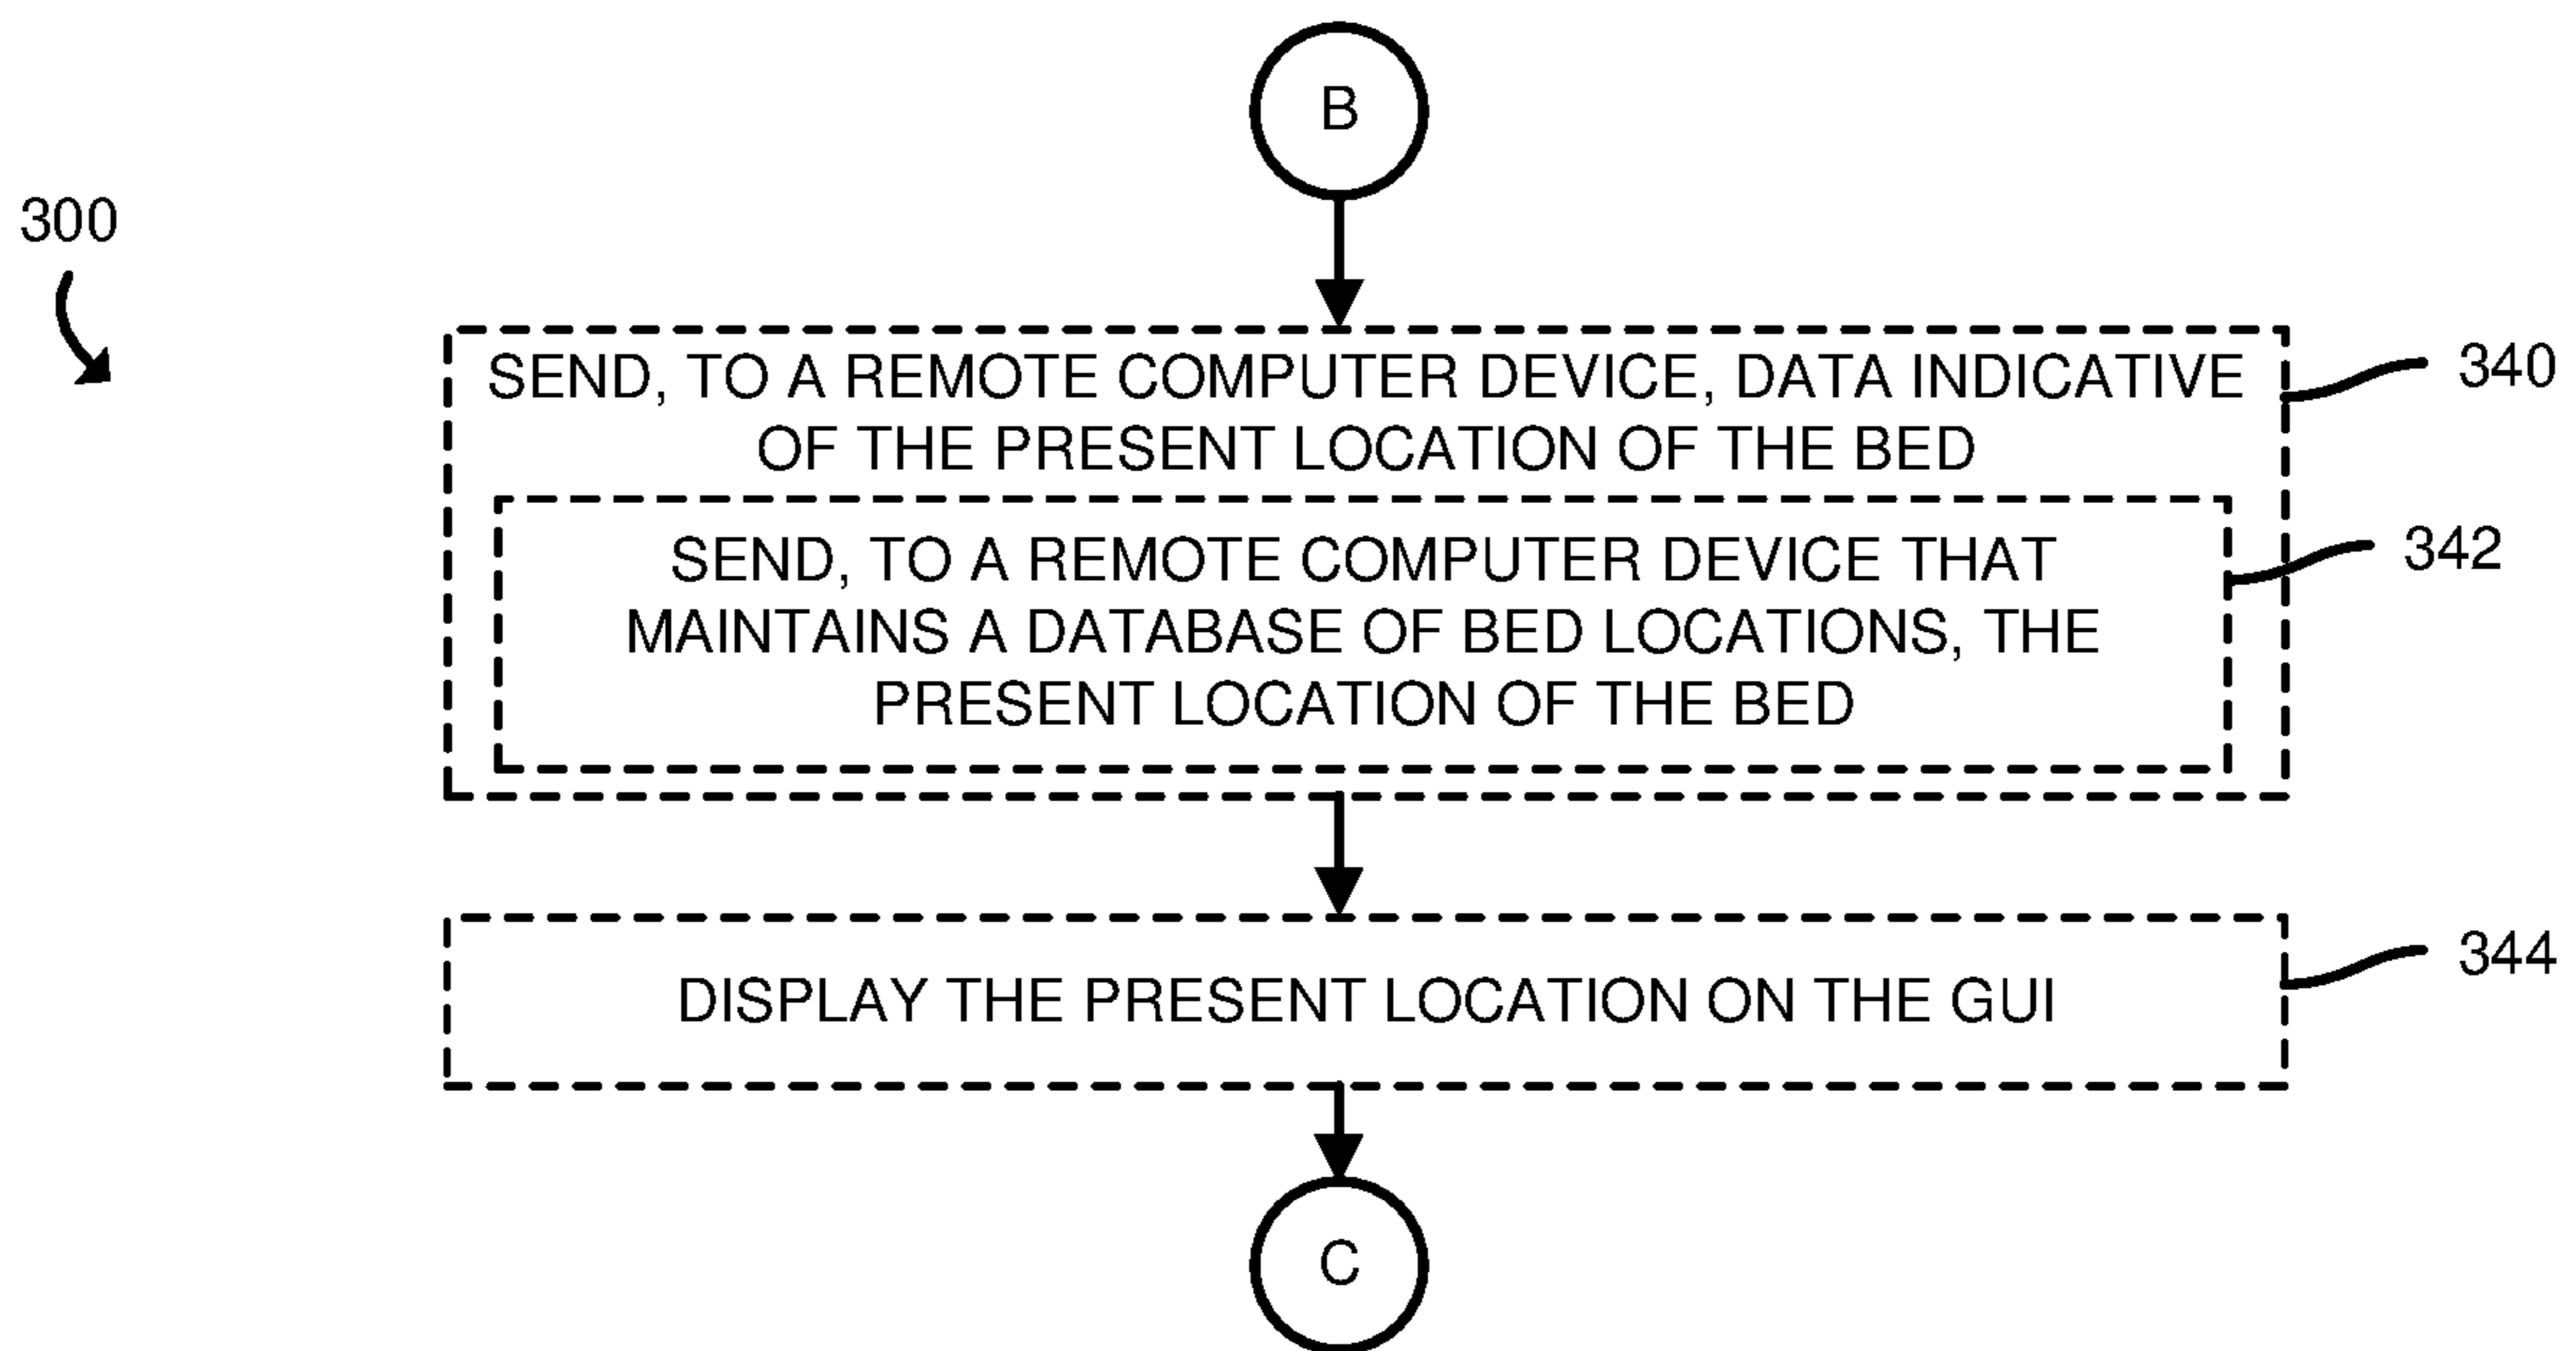 B
300
SEND, TO A REMOTE COMPUTER DEVICE, DATA INDICATIVE
OF THE PRESENT LOCATION OF THE BED
340
SEND, TO A REMOTE COMPUTER DEVICE THAT
MAINTAINS A DATABASE OF BED LOCATIONS, THE
PRESENT LOCATION OF THE BED
342
DISPLAY THE PRESENT LOCATION ON THE GUI
344
C